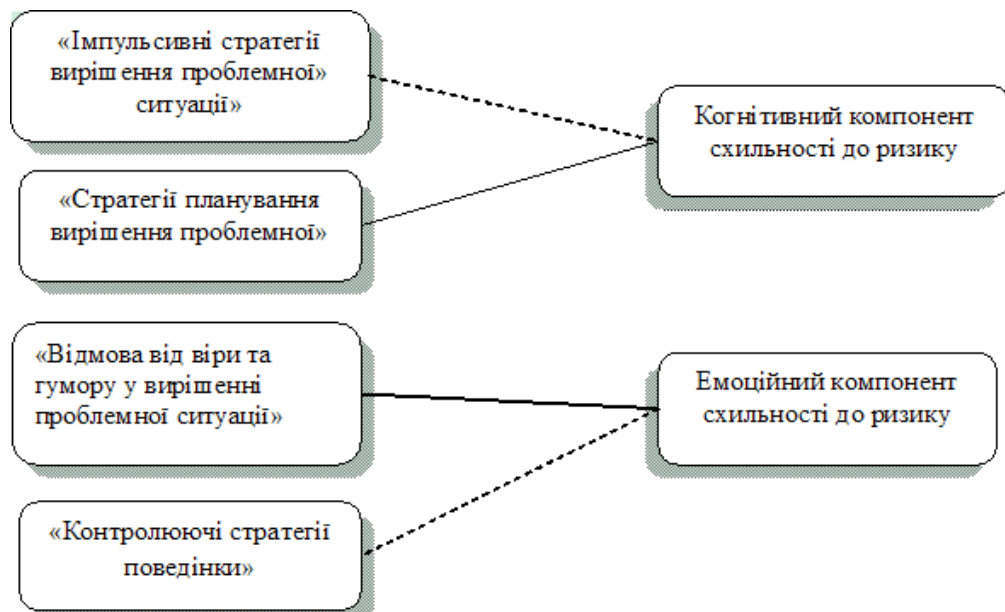 «Імпульсивні стратегії
вирішення проблемної»
ситуації»
Когнітивний компонент
схильності до ризику
«Стратегії планування
вирішення проблемної»
«Відмова від віри та
гумору у вирішенні
проблемної ситуації»
Емоційний компонент
схильності до ризику
«Контролюючі стратегії
поведінки»